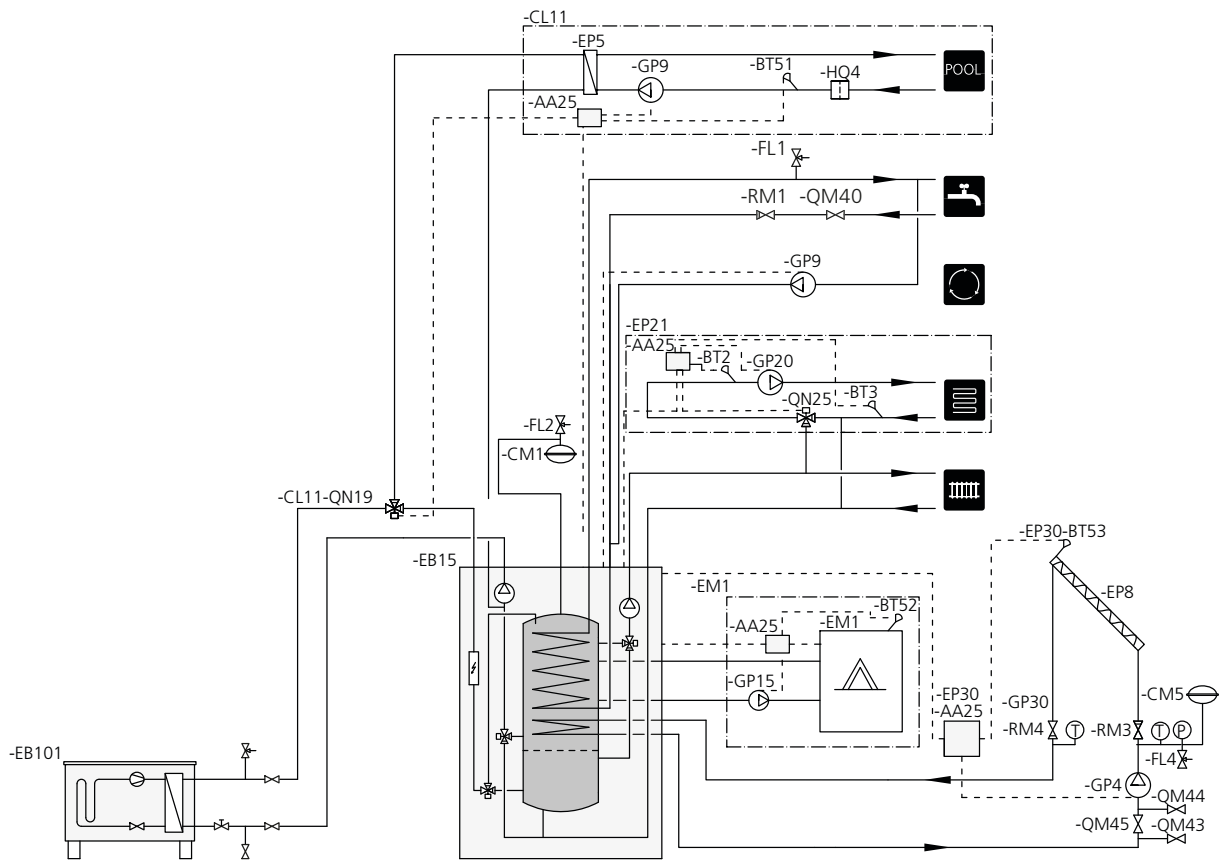 -CL11
-EP5
-GP9
-BT51
-HQ4
POOL
-AA25
-FL1
-RM1
-QM40
-GP9
-EP21
-AA25
-BT2
-GP20
-QN25
-BT3
-FL2
-CM1
-CL11-QN19
-EP30-BT53
-EB15
-EM1
-EP8
-BT52
-AA25
-EM1
-GP15
-EP30
-AA25
-GP30
-CM5
-RM4
T
-RM3
T
P
-EB101
-FL4
-GP4
-QM44
-QM45
-QM43